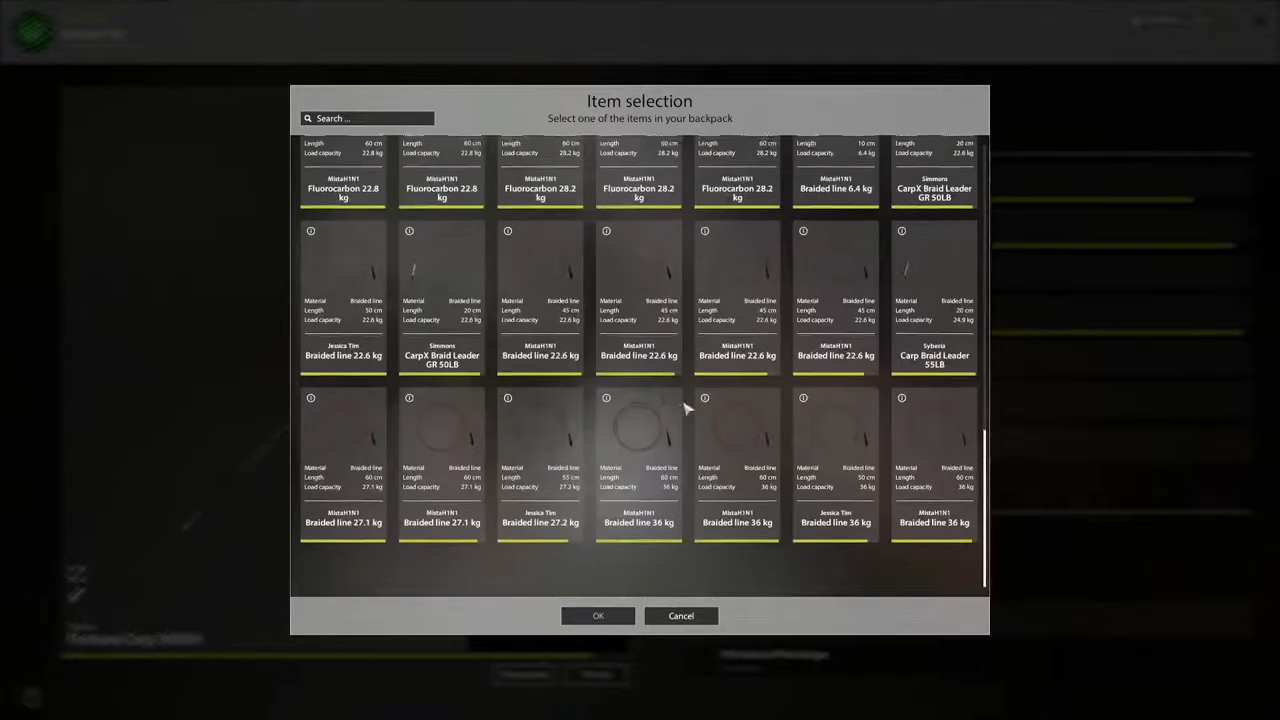 Item selection
Search ...
Select one of the items in your backpack
Length 60 cm Length 60 cm Length 60 cm Length 60 cm Length 60 cm Length 10 cm Length 20 cm
Load capacity 22.8 kg Load capacity 22.8 kg Load capacity 28.2 kg Load capacity 28.2 kg Load capacity 28.2 kg Load capacity 6.4 kg Load capacity 22.6 kg
MistaH1N1 MistaH1N1 MistaH1N1 MistaH1N1 MistaH1N1 MistaH1N1 Simmons
Fluorocarbon 22.8 Fluorocarbon 22.8 Fluorocarbon 28.2 Fluorocarbon 28.2 Fluorocarbon 28.2 Braided line 6.4 kg CarpX Braid Leader
kg kg kg kg kg GR 50LB
Material Braided line Material Braided line Material Braided line Material Braided line Material Braided line Material Braided line Material Braided line
Length 50 cm Length 20 cm Length 45 cm Length 45 cm Length 45 cm Length 45 cm Length 20 cm
Load capacity 22.6 kg Load capacity 22.6 kg Load capacity 22.6 kg Load capacity 22.6 kg Load capacity 22.6 kg Load capacity 22.6 kg Load capacity 24.9 kg
Jessica Tim Simmons MistaH1N1 MistaH1N1 MistaH1N1 MistaH1N1 Syberia
Braided line 22.6 kg CarpX Braid Leader Braided line 22.6 kg Braided line 22.6 kg Braided line 22.6 kg Braided line 22.6 kg Carp Braid Leader
GR 50LB 55LB
Material Braided line Material Braided line Material Braided line Material Braided line Material Braided line Material Braided line Material Braided line
Length 60 cm Length 60 cm Length 55 cm Length 60 cm Length 60 cm Length 50 cm Length 60 cm
Load capacity 27.1 kg Load capacity 27.1 kg Load capacity 27.2 kg Load capacity 36 kg Load capacity 36 kg Load capacity 36 kg Load capacity 36 kg
MistaH1N1 MistaH1N1 Jessica Tim MistaH1N1 MistaH1N1 Jessica Tim MistaH1N1
Braided line 27.1 kg Braided line 27.1 kg Braided line 27.2 kg Braided line 36 kg Braided line 36 kg Braided line 36 kg Braided line 36 kg
OK Cancel